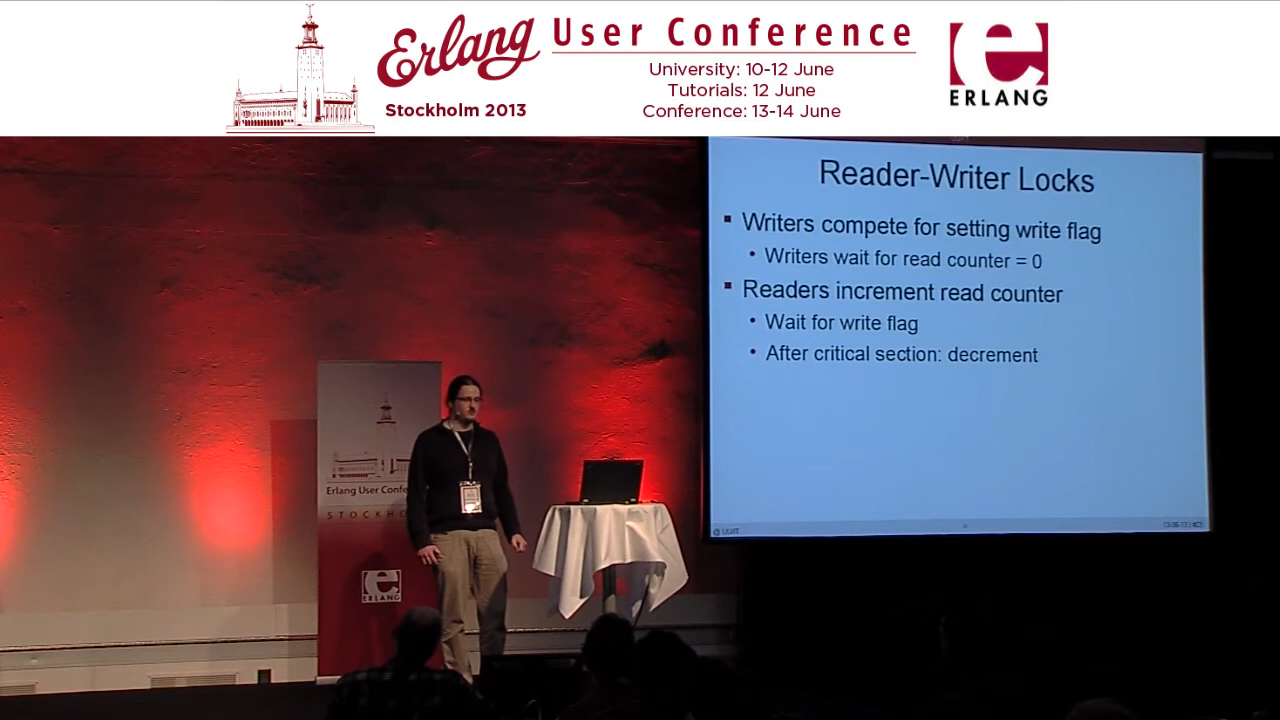 Erlang User Conference
Stockholm 2013
University: 10-12 June
Tutorials: 12 June
Conference: 13-14 June
e
ERLANG
Reader-Writer Locks
▪ Writers compete for setting write flag
• Writers wait for read counter = 0
▪ Readers increment read counter
• Wait for write flag
• After critical section: decrement
Erlang User Confe
STOCKHO
e
ERLANG